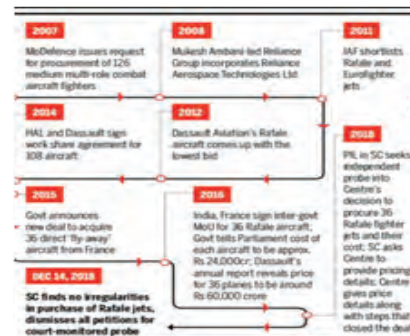 2007
MoDefence issues request
for procurement of 126
medium multi-role combat
aircraft fighters
2008
Mukesh Ambani-led Reliance
Group incorporates Reliance
Aerospace Technologies Ltd
2011
IAF shortlists
Rafale and
Eurofighter
jets
2014
HAL and Dassault sign
work share agreement for
108 aircraft
2012
Dassault Aviation's Rafale
aircraft comes up with the
lowest bid
2015
Govt announces
new deal to acquire
36 direct 'fly-away'
aircraft from France
2016
India, France sign inter-govt
MoU for 36 Rafale aircraft;
Govt tells Parliament cost of
each aircraft to be approx.
Rs 24,000cr; Dassault's
annual report reveals price
for 36 planes to be around
Rs 60,000 crore
2018
PIL in SC seeks
independent
probe into
Centre's
decision to
procure 36
Rafale fighter
jets and their
cost; SC asks
Centre to
provide pricing
details; Centre
gives price
details along
with steps that
closed the deal
DEC 14, 2018
SC finds no irregularities
in purchase of Rafale jets,
dismisses all petitions for
court-monitored probe